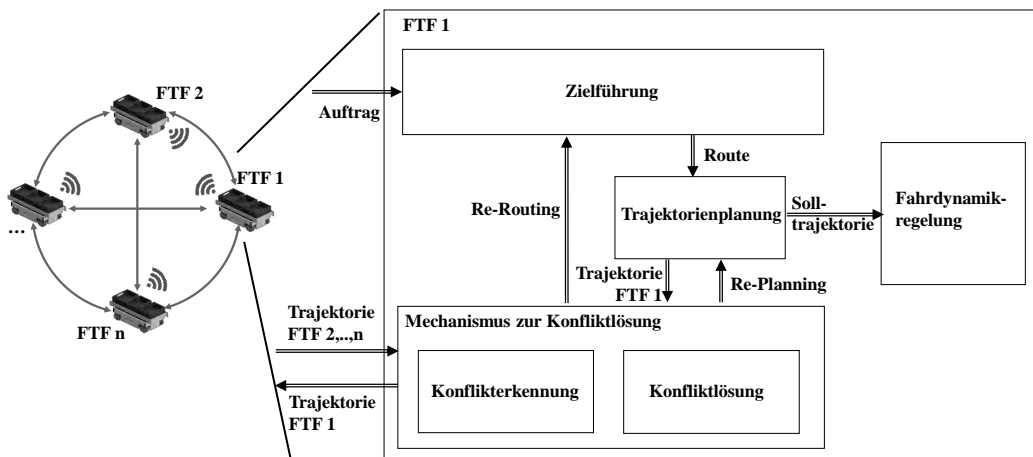 FTF 2
FTF 1
...
FTF n
FTF 1
Auftrag
Zielführung
Route
Re-Routing
Trajektorienplanung
Soll-
trajektorie
Fahrdynamik-
regelung
Trajektorie
FTF 1
Re-Planning
Trajektorie
FTF 2,..,n
Mechanismus zur Konfliktlösung
Konflikterkennung
Konfliktlösung
Trajektorie
FTF 1